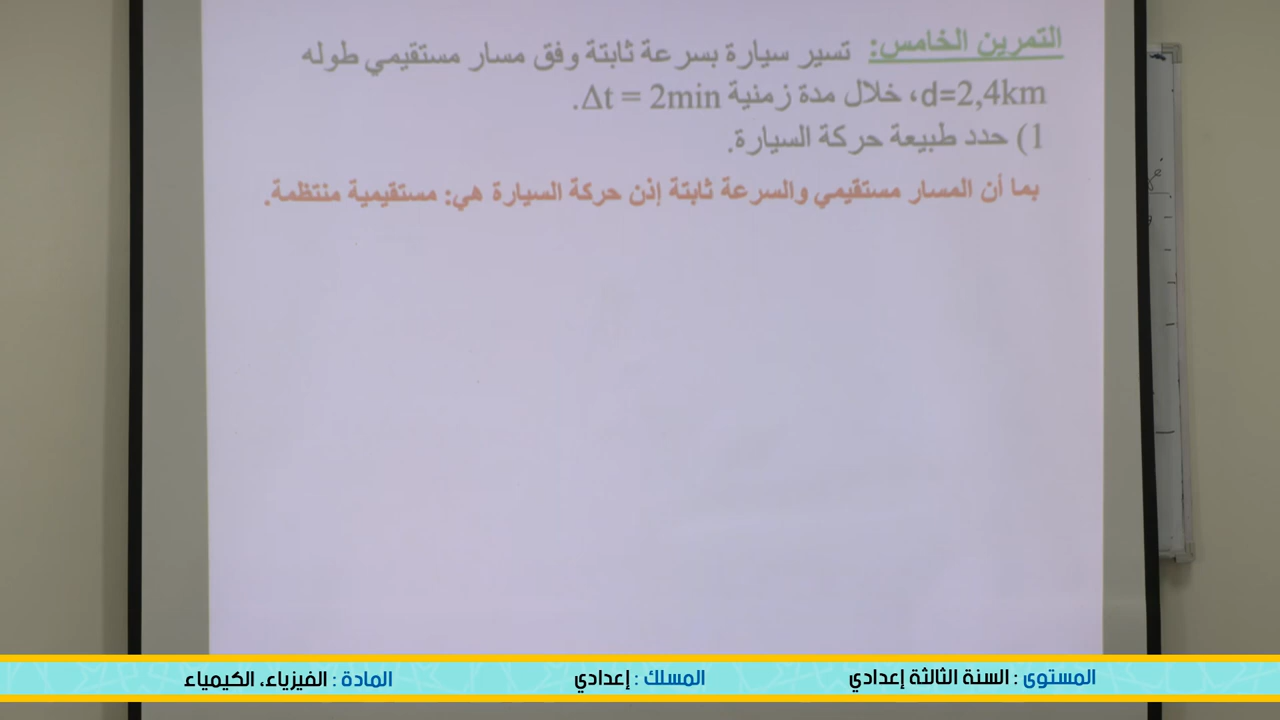 التمرين الخامس: تسير سيارة بسرعة ثابتة وفق مسار مستقيمي طوله
d=2,4km، خلال مدة زمنية Δt = 2min.
1) حدد طبيعة حركة السيارة.
بما أن المسار مستقيمي والسرعة ثابتة إذن حركة السيارة هي: مستقيمية منتظمة.
المستوى : السنة الثالثة إعدادي المسلك : إعدادي المادة : الفيزياء، الكيمياء